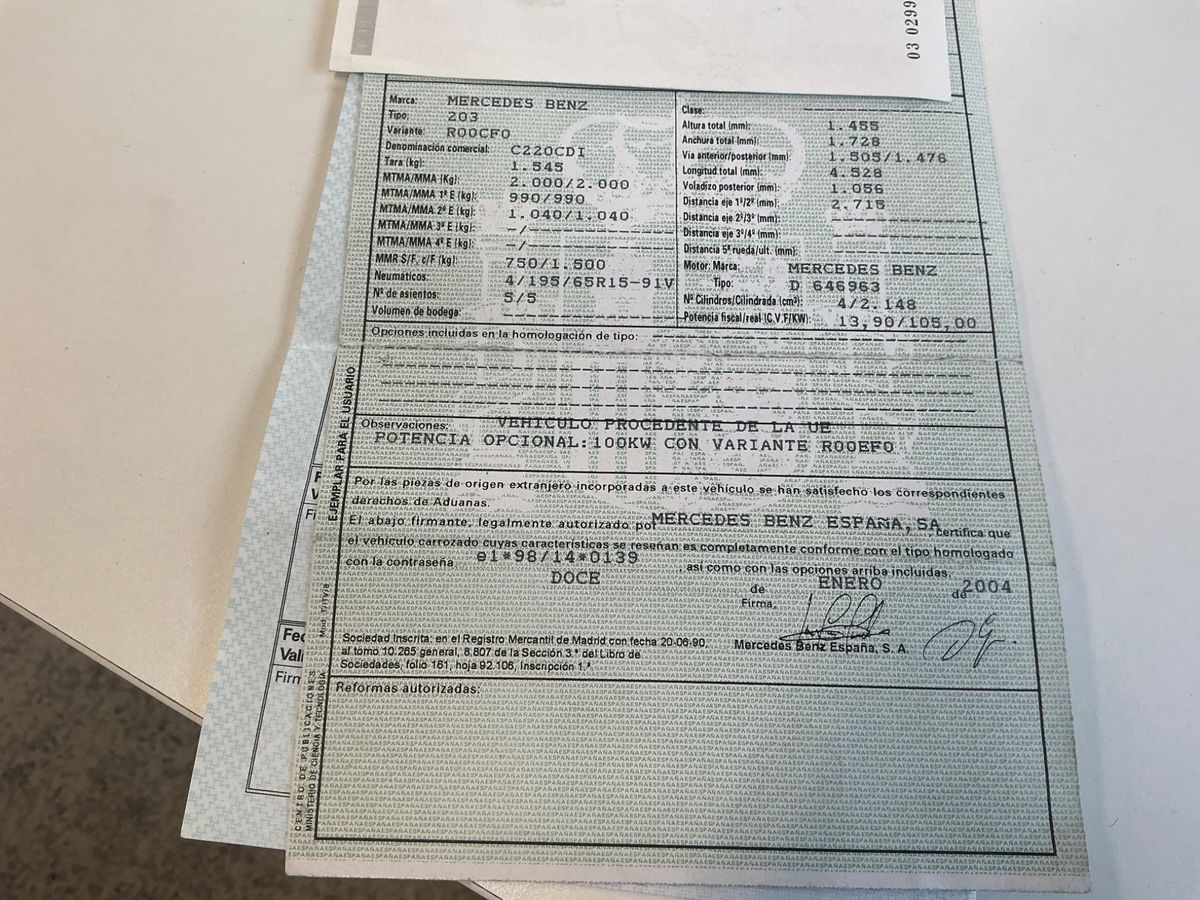 03 0299
Marca: MERCEDES BENZ
Tipo: 203
Variante: R00CF0
Denominación comercial: C220CDI
Tara (kg): 1.545
MTMA/MMA (Kg): 2.000/2.000
MTMA/MMA 1º E (kg): 990/990
MTMA/MMA 2º E (kg): 1.040/1.040
MTMA/MMA 3º E (kg): -/-
MTMA/MMA 4º E (kg): -/-
MMR S/F. c/F (kg): 750/1.500
Neumáticos: 4/195/65R15-91V
Nº de asientos: 5/5
Volumen de bodega:
Clase:
Altura total (mm): 1.455
Anchura total (mm): 1.728
Via anterior/posterior (mm): 1.505/1.476
Longitud total (mm): 4.528
Voladizo posterior (mm): 1.056
Distancia eje 1º/2º (mm): 2.715
Distancia eje 2º/3º (mm):
Distancia eje 3º/4º (mm):
Distancia 5ª rueda/ult. (mm):
Motor: Marca: MERCEDES BENZ
Tipo: D 646963
Nº Cilindros/Cilindrada (cm³): 4/2.148
Potencia fiscal/real (C.V.F/KW): 13,90/105,00
Opciones incluidas en la homologación de tipo:
Observaciones: VEHICULO PROCEDENTE DE LA UE
POTENCIA OPCIONAL:100KW CON VARIANTE R00EF0
Por las piezas de origen extranjero incorporadas a este vehículo se han satisfecho los correspondientes
derechos de Aduanas.
El abajo firmante, legalmente autorizado por MERCEDES BENZ ESPAÑA, SA certifica que
el vehículo carrozado cuyas características se reseñan es completamente conforme con el tipo homologado
con la contraseña e1*98/14*0139, así como con las opciones arriba incluidas.
DOCE de ENERO de 2004
Firma,
Mercedes Benz España, S. A.
Sociedad Inscrita: en el Registro Mercantil de Madrid con fecha 20-06-90,
al tomo 10.265 general, 8.807 de la Sección 3.ª del Libro de
Sociedades, folio 161, hoja 92.106, Inscripción 1.ª.
Reformas autorizadas:
EJEMPLAR PARA EL USUARIO
CENTRO DE PUBLICACIONES
MINISTERIO DE CIENCIA Y TECNOLOGÍA
Fec
Vali
Firn